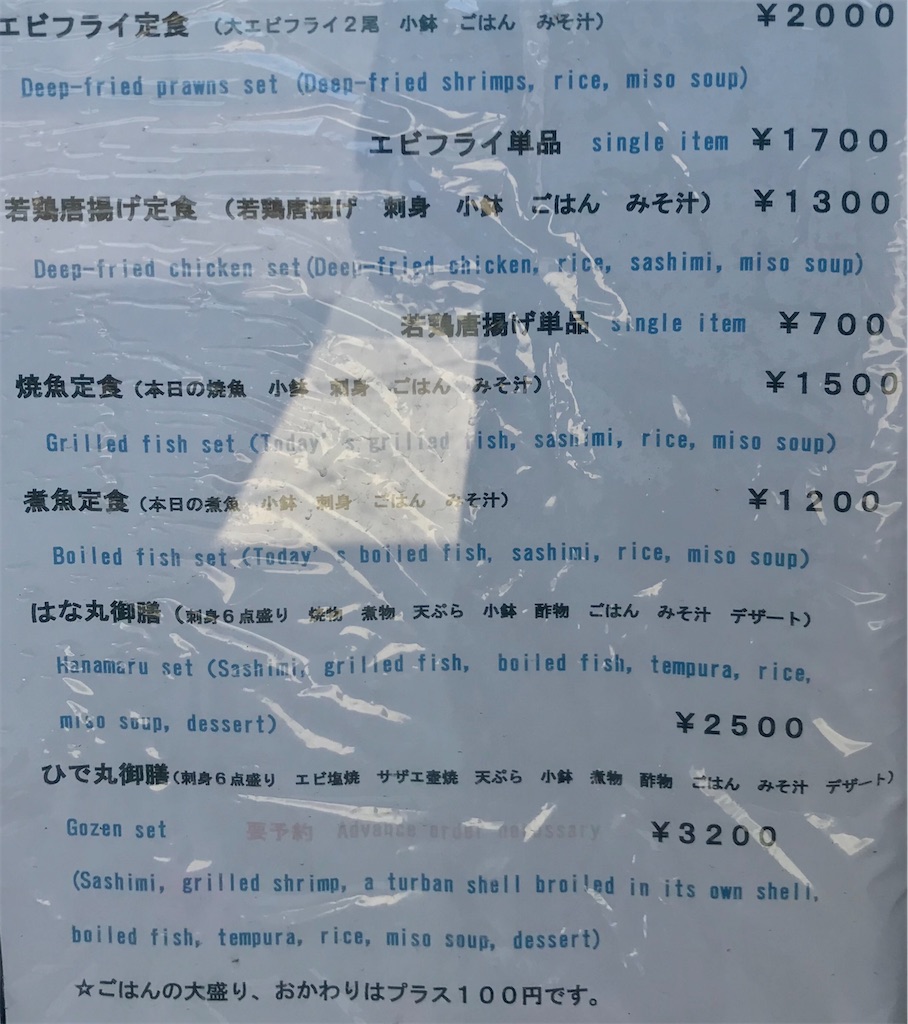 エビフライ定食 (大エビフライ2尾 小鉢 ごはん みそ汁) ¥2000
Deep-fried prawns set (Deep-fried shrimps, rice, miso soup)
エビフライ単品 single item ¥1700
若鶏唐揚げ定食 (若鶏唐揚げ 刺身 小鉢 ごはん みそ汁) ¥1300
Deep-fried chicken set(Deep-fried chicken, rice, sashimi, miso soup)
若鶏唐揚げ単品 single item ¥700
焼魚定食 (本日の焼魚 小鉢 刺身 ごはん みそ汁) ¥1500
Grilled fish set (Today's grilled fish, sashimi, rice, miso soup)
煮魚定食 (本日の煮魚 小鉢 刺身 ごはん みそ汁) ¥1200
Boiled fish set (Today's boiled fish, sashimi, rice, miso soup)
はな丸御膳 (刺身6点盛り 焼物 煮物 天ぷら 小鉢 酢物 ごはん みそ汁 デザート)
Hanamaru set (Sashimi, grilled fish, boiled fish, tempura, rice,
miso soup, dessert) ¥2500
ひで丸御膳 (刺身6点盛り エビ塩焼 サザエ壺焼 天ぷら 小鉢 煮物 酢物 ごはん みそ汁 デザート)
Gozen set 要予約 Advance order necessary ¥3200
(Sashimi, grilled shrimp, a turban shell broiled in its own shell,
boiled fish, tempura, rice, miso soup, dessert)
☆ごはんの大盛り、おかわりはプラス100円です。